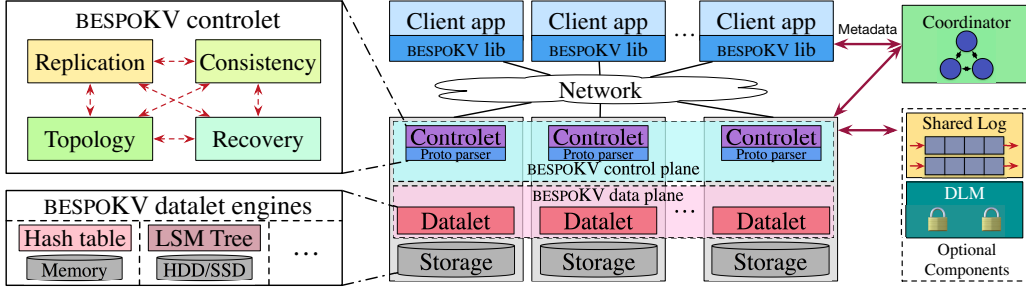 BESPOKV controlet
Replication
Consistency
Topology
Recovery
BESPOKV datalet engines
Hash table
Memory
LSM Tree
HDD/SSD
...
Client app
BESPOKV lib
Client app
BESPOKV lib
...
Client app
BESPOKV lib
Network
Controlet
Proto parser
Controlet
Proto parser
Controlet
Proto parser
BESPOKV control plane
BESPOKV data plane
Datalet
Datalet
...
Datalet
Storage
Storage
Storage
Metadata
Coordinator
Shared Log
DLM
Optional
Components